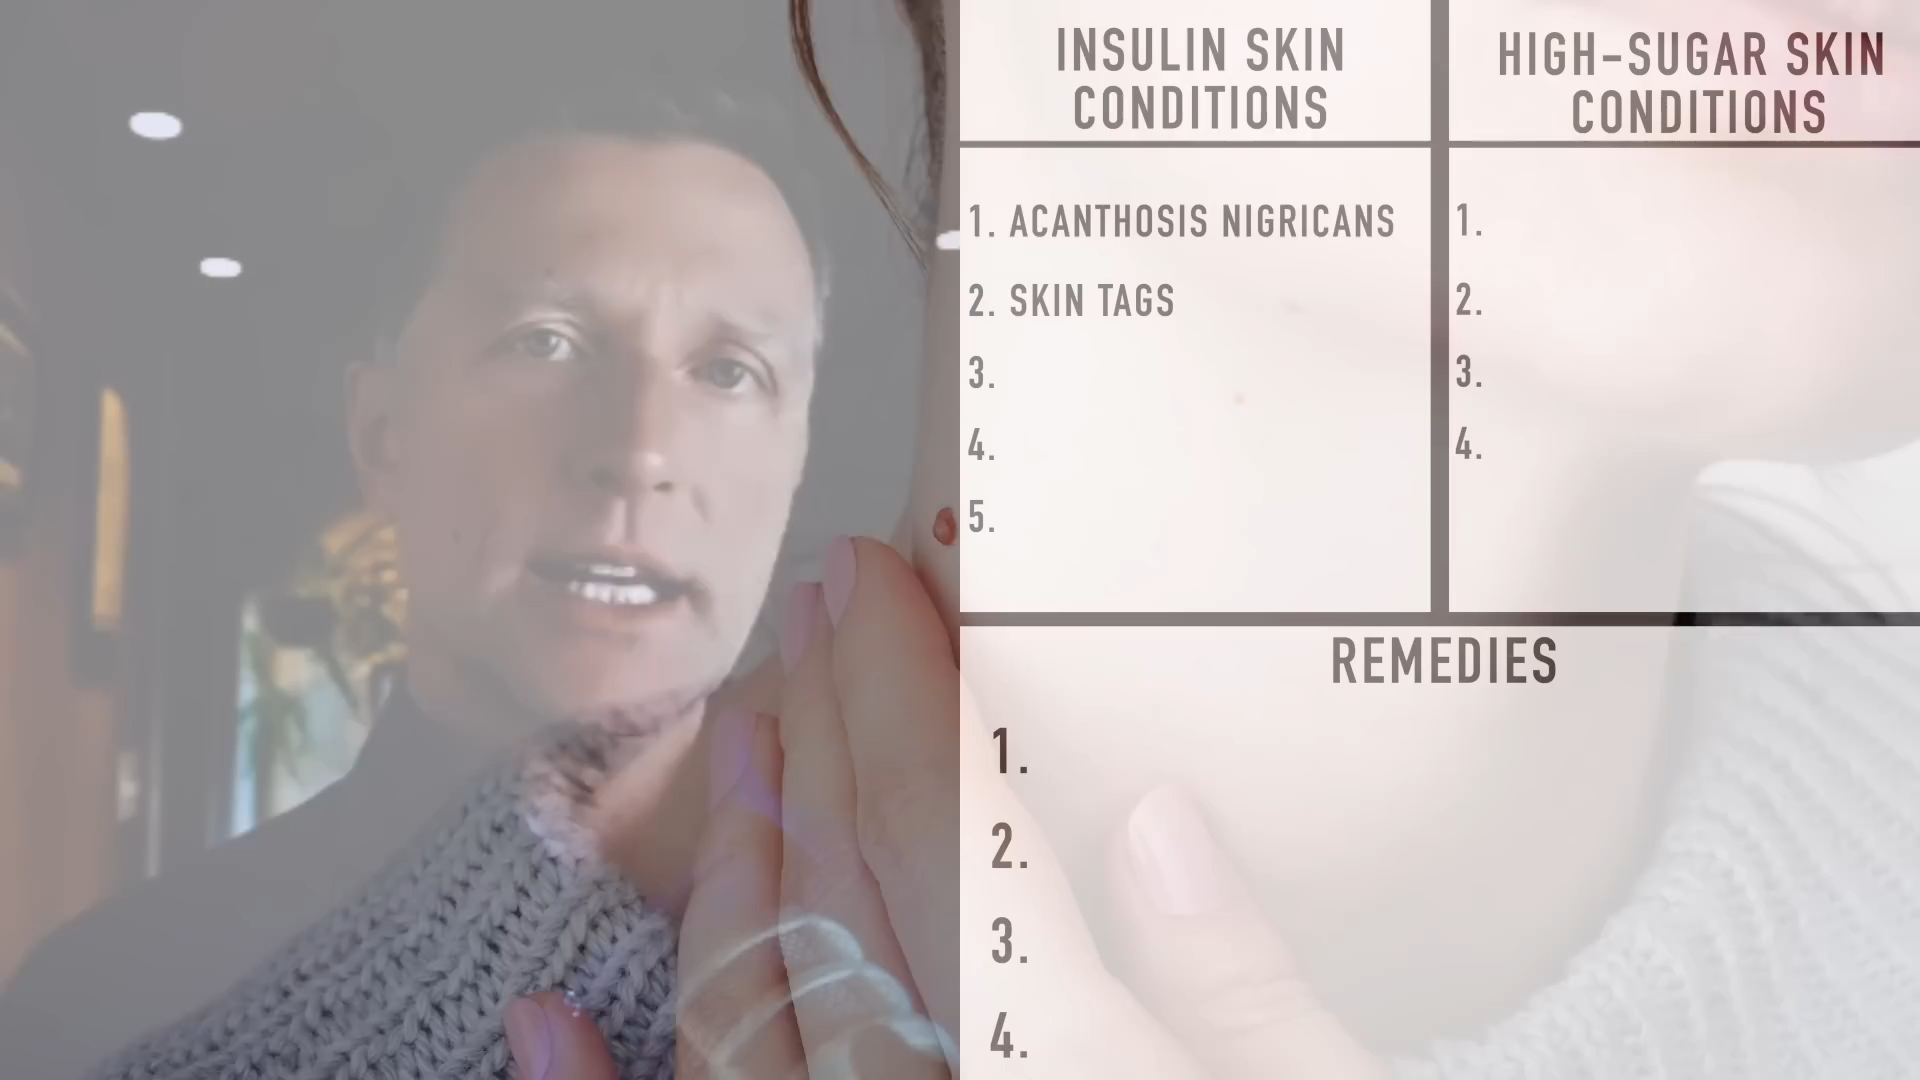 INSULIN SKIN
CONDITIONS
1. ACANTHOSIS NIGRICANS
2. SKIN TAGS
3.
4.
5.
HIGH-SUGAR SKIN
CONDITIONS
1.
2.
3.
4.
REMEDIES
1.
2.
3.
4.